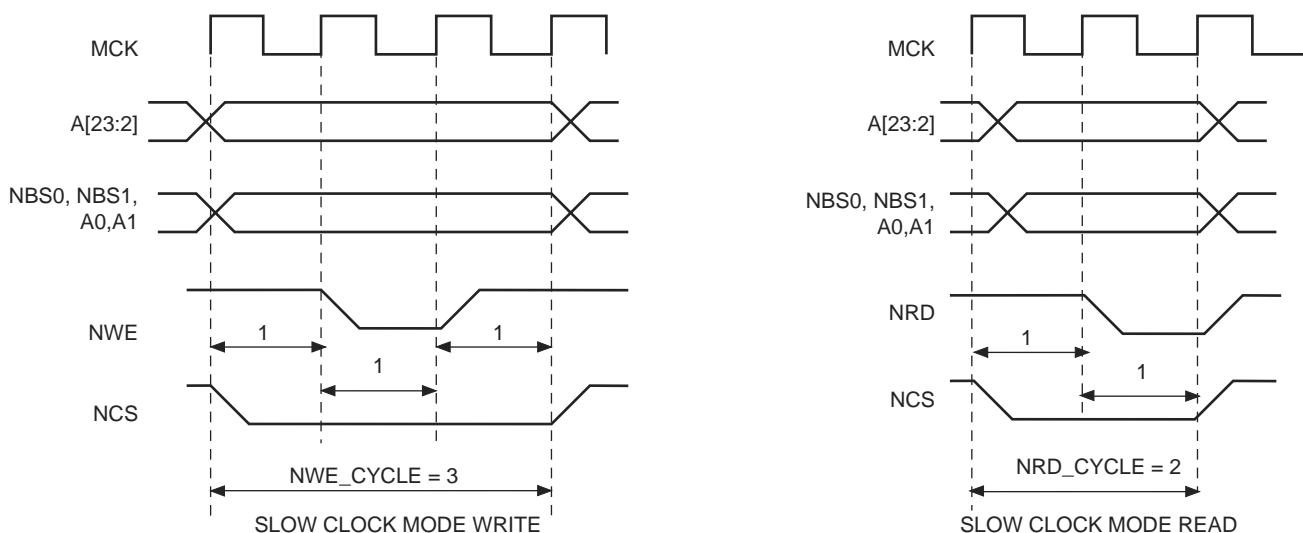 MCK
A[23:2]
NBS0, NBS1,
A0,A1
NWE
1
1
1
NCS
NWE_CYCLE = 3
SLOW CLOCK MODE WRITE
MCK
A[23:2]
NBS0, NBS1,
A0,A1
NRD
1
1
NCS
NRD_CYCLE = 2
SLOW CLOCK MODE READ